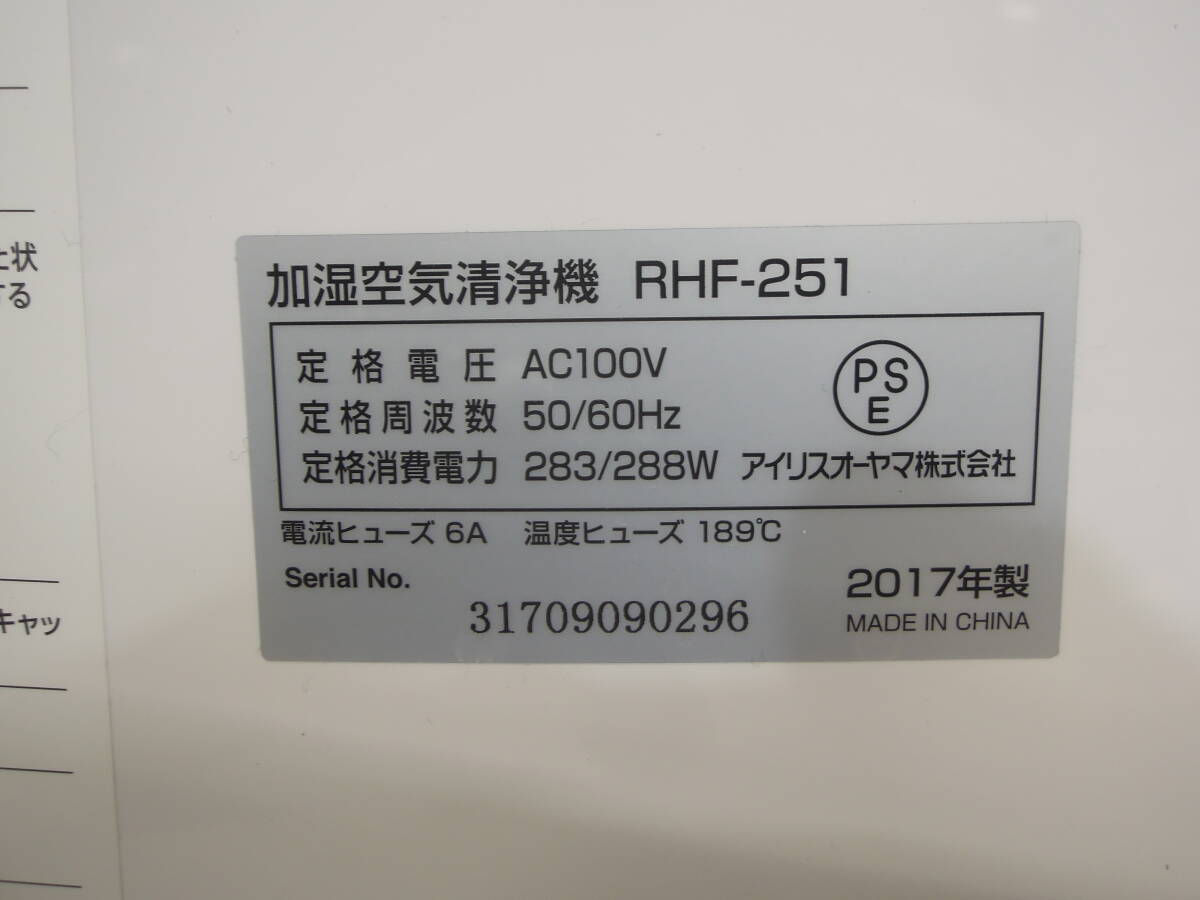 状
する
キャッ
加湿空気清浄機 RHF-251
定格電圧 AC100V
定格周波数 50/60Hz
定格消費電力 283/288W
PSE
アイリスオーヤマ株式会社
電流ヒューズ 6A 温度ヒューズ 189℃
Serial No.
31709090296
2017年製
MADE IN CHINA